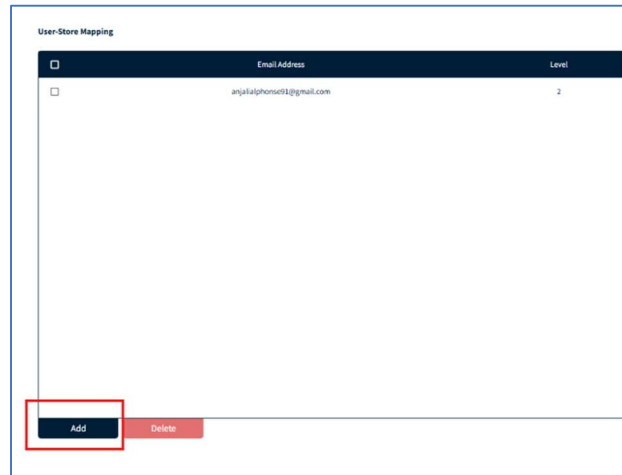 User-Store Mapping
Email Address Level
anjalialphonse91@gmail.com 2
Add Delete